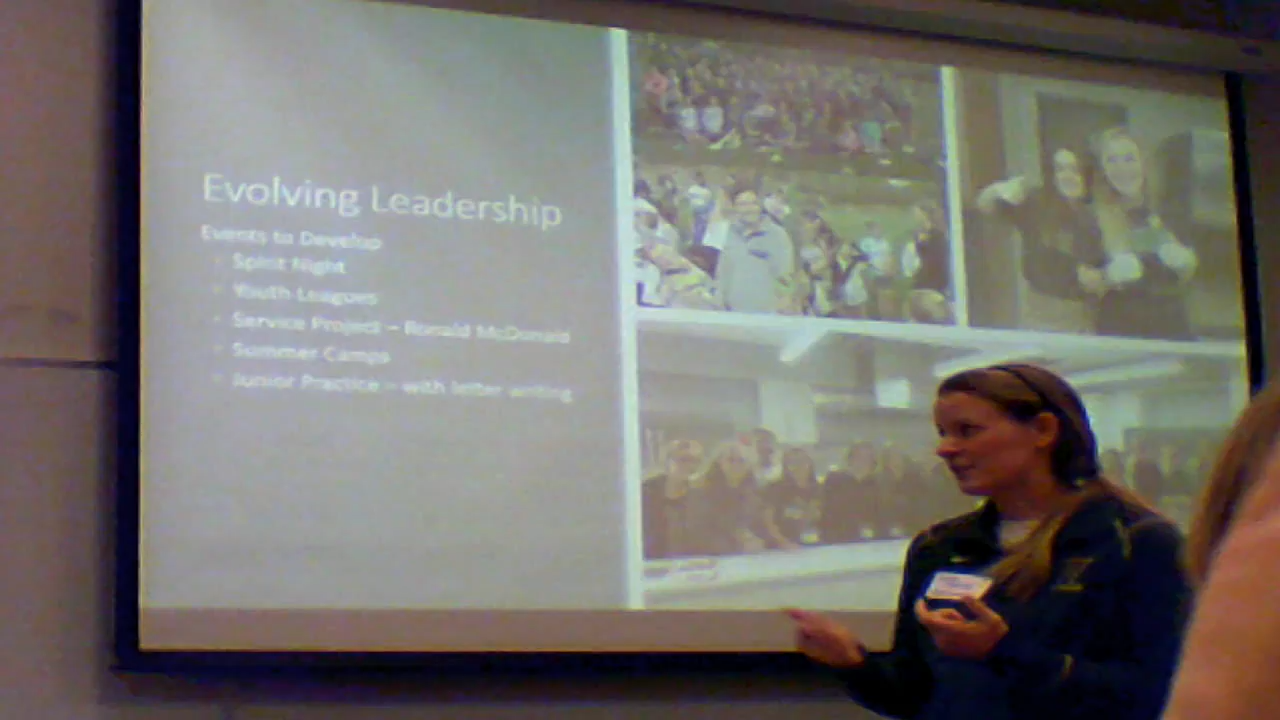 Evolving Leadership
Events to Develop
Spirit Night
Youth Leagues
Service Project – Ronald McDonald
Summer Camps
Junior Practice – with letter writing